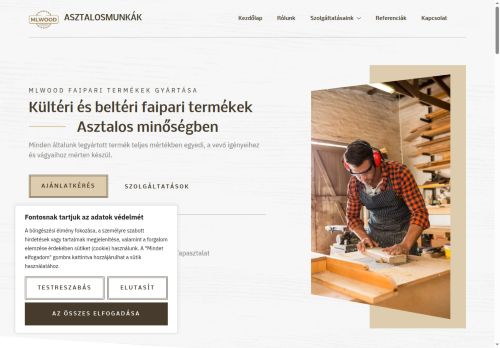 MLWOOD
ASZTALOSMUNKÁK
Kezdőlap
Rólunk
Szolgáltatásaink
Referenciák
Kapcsolat
MLWOOD FAIPARI TERMÉKEK GYÁRTÁSA
Kültéri és beltéri faipari termékek
Asztalos minőségben
Minden általunk legyártott termék teljes mértékben egyedi, a vevő igényeihez
és vágyaihoz mérten készül.
AJÁNLATKÉRÉS
SZOLGÁLTATÁSOK
Fontosnak tartjuk az adatok védelmét
A böngészési élmény fokozása, a személyre szabott
hirdetések vagy tartalmak megjelenítése, valamint a forgalom
elemzése érdekében sütiket (cookie) használunk. A "Mindet
elfogadom" gombra kattintva hozzájárulhat a sütik
használatához.
TESTRESZABÁS
ELUTASÍT
AZ ÖSSZES ELFOGADÁSA